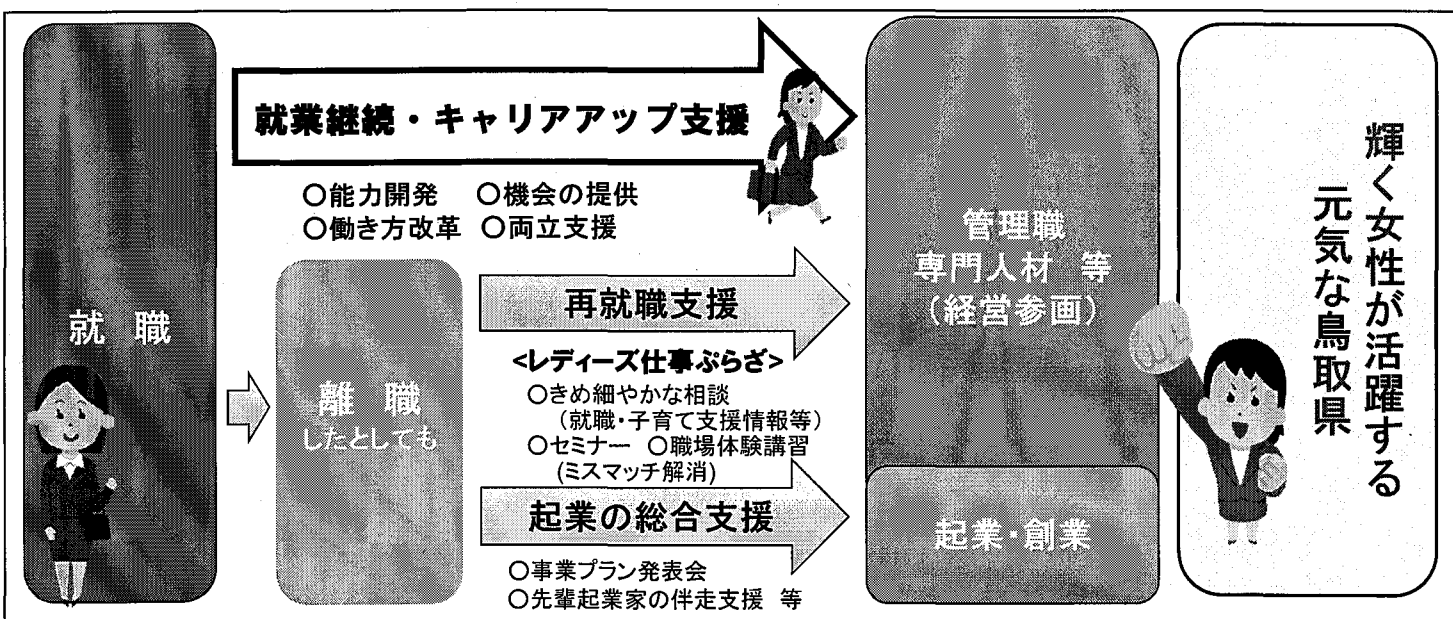 就 職
就業継続・キャリアアップ支援
○能力開発　○機会の提供
○働き方改革　○両立支援
離 職
したとしても
再就職支援
<レディーズ仕事ぷらざ>
○きめ細やかな相談
(就職・子育て支援情報等)
○セミナー　○職場体験講習
(ミスマッチ解消)
起業の総合支援
○事業プラン発表会
○先輩起業家の伴走支援 等
管理職
専門人材 等
(経営参画)
起業・創業
輝く女性が活躍する
元気な鳥取県